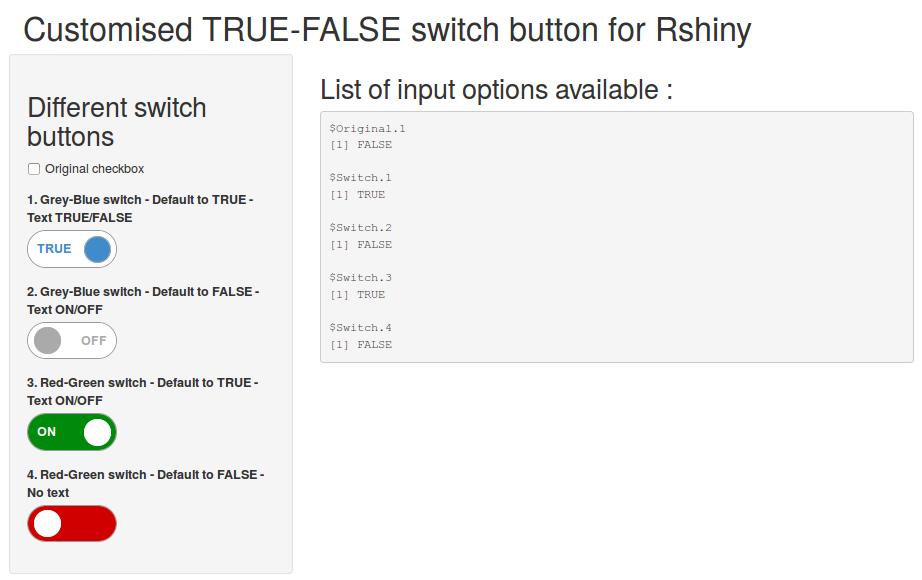 Customised TRUE-FALSE switch button for Rshiny
Different switch
buttons
Original checkbox
1. Grey-Blue switch - Default to TRUE -
Text TRUE/FALSE
TRUE
2. Grey-Blue switch - Default to FALSE -
Text ON/OFF
OFF
3. Red-Green switch - Default to TRUE -
Text ON/OFF
ON
4. Red-Green switch - Default to FALSE -
No text
List of input options available :
$Original.1
[1] FALSE
$Switch.1
[1] TRUE
$Switch.2
[1] FALSE
$Switch.3
[1] TRUE
$Switch.4
[1] FALSE